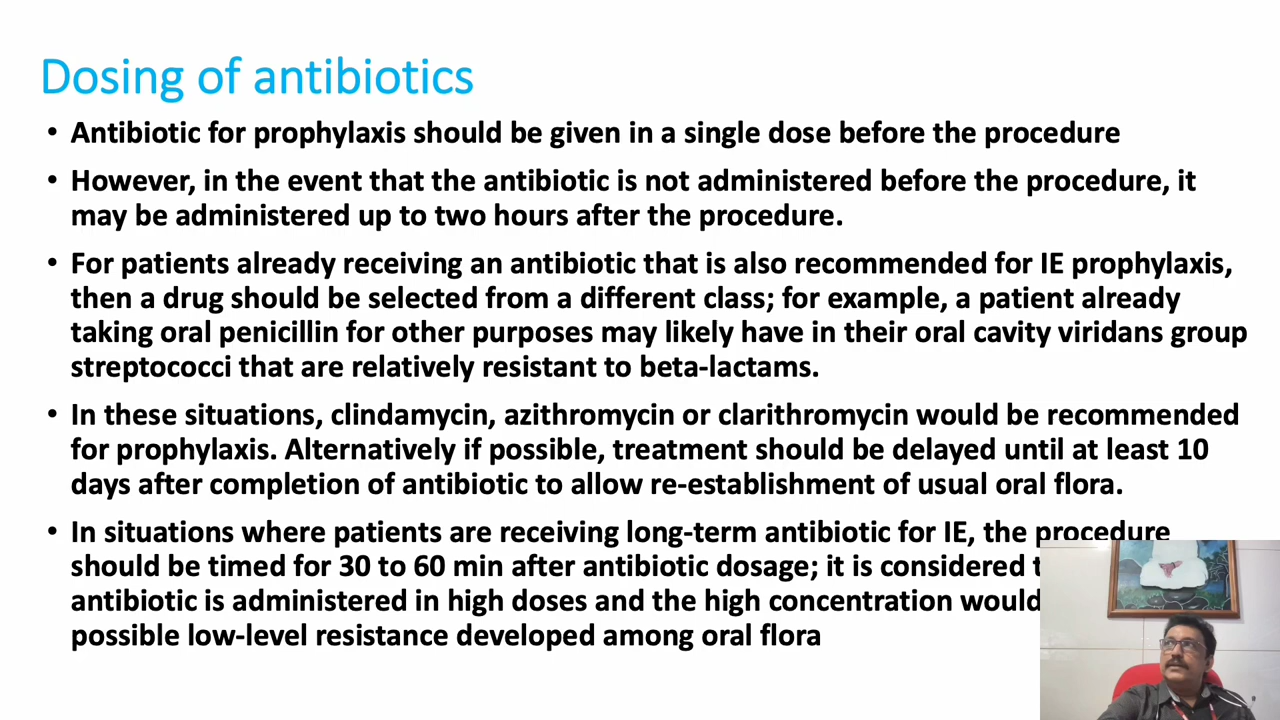 Dosing of antibiotics
• Antibiotic for prophylaxis should be given in a single dose before the procedure
• However, in the event that the antibiotic is not administered before the procedure, it
may be administered up to two hours after the procedure.
• For patients already receiving an antibiotic that is also recommended for IE prophylaxis,
then a drug should be selected from a different class; for example, a patient already
taking oral penicillin for other purposes may likely have in their oral cavity viridans group
streptococci that are relatively resistant to beta-lactams.
• In these situations, clindamycin, azithromycin or clarithromycin would be recommended
for prophylaxis. Alternatively if possible, treatment should be delayed until at least 10
days after completion of antibiotic to allow re-establishment of usual oral flora.
• In situations where patients are receiving long-term antibiotic for IE, the procedure
should be timed for 30 to 60 min after antibiotic dosage; it is considered
antibiotic is administered in high doses and the high concentration would
possible low-level resistance developed among oral flora